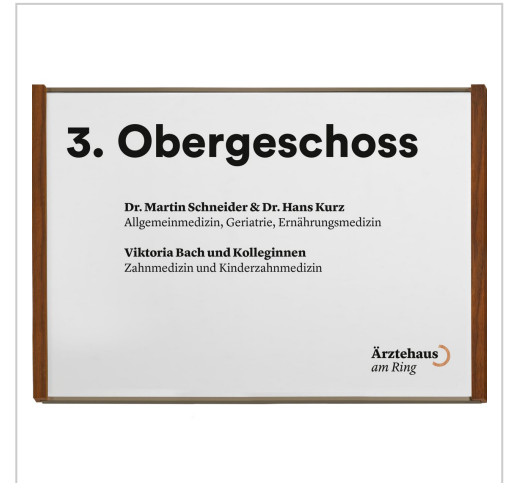 3. Obergeschoss
Dr. Martin Schneider & Dr. Hans Kurz
Allgemeinmedizin, Geriatrie, Ernährungsmedizin
Viktoria Bach und Kolleginnen
Zahnmedizin und Kinderzahnmedizin
Ärztehaus
am Ring